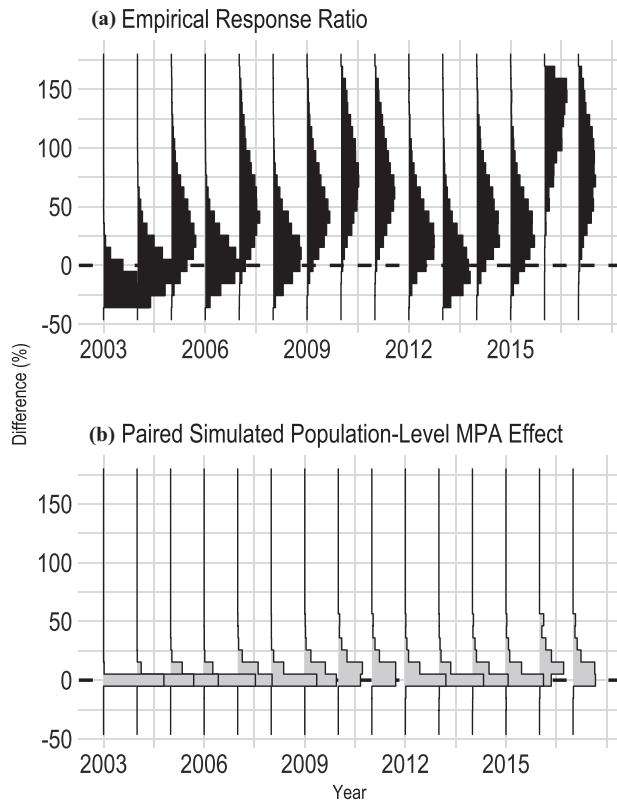 (a) Empirical Response Ratio
150
100
50
0
-50
2003 2006 2009 2012 2015
Difference (%)
(b) Paired Simulated Population-Level MPA Effect
150
100
50
0
-50
2003 2006 2009 2012 2015
Year